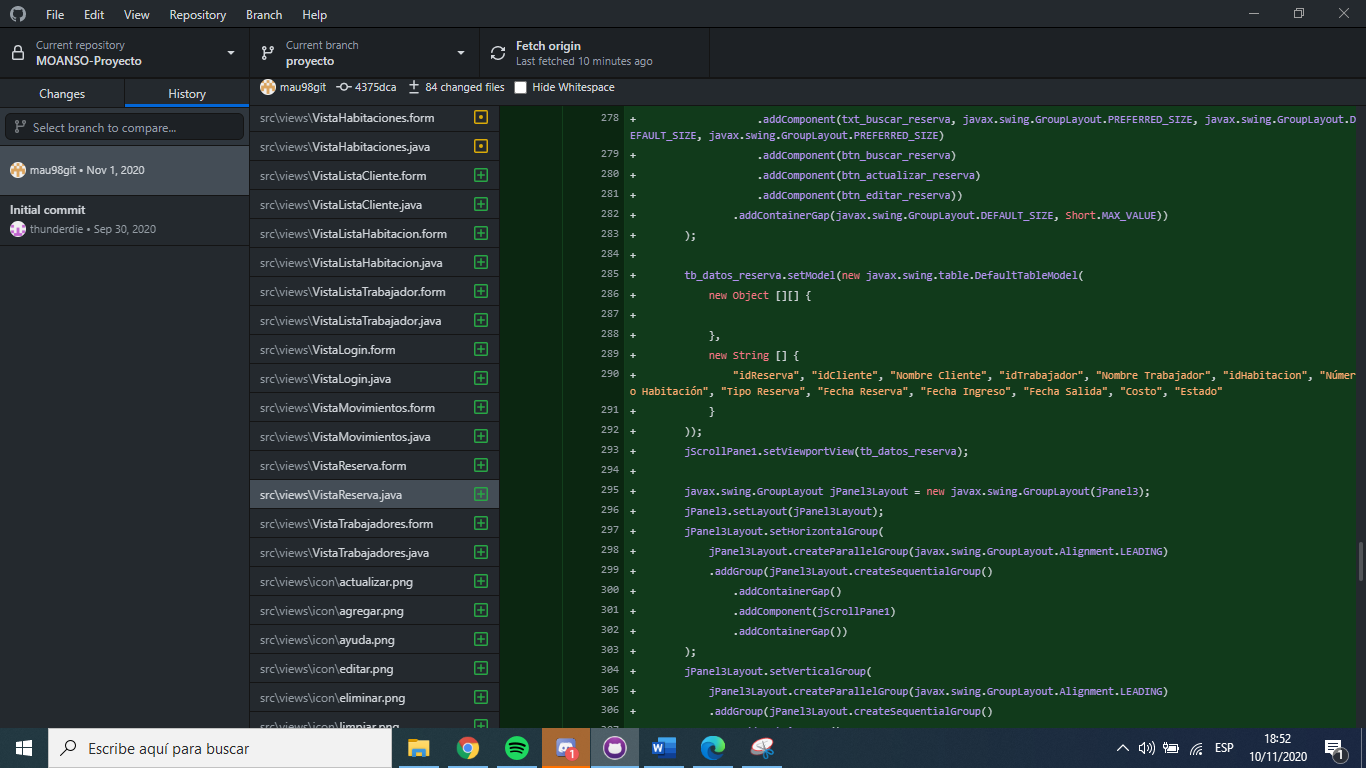 File Edit View Repository Branch Help
Current repository
MOANSO-Proyecto
Current branch
proyecto
Fetch origin
Last fetched 10 minutes ago
Changes History
Select branch to compare...
mau98git • Nov 1, 2020
Initial commit
thunderdie • Sep 30, 2020
mau98git 4375dca 84 changed files Hide Whitespace
src\views\VistaHabitaciones.form
src\views\VistaHabitaciones.java
src\views\VistaListaCliente.form
src\views\VistaListaCliente.java
src\views\VistaListaHabitacion.form
src\views\VistaListaHabitacion.java
src\views\VistaListaTrabajador.form
src\views\VistaListaTrabajador.java
src\views\VistaLogin.form
src\views\VistaLogin.java
src\views\VistaMovimientos.form
src\views\VistaMovimientos.java
src\views\VistaReserva.form
src\views\VistaReserva.java
src\views\VistaTrabajadores.form
src\views\VistaTrabajadores.java
src\views\icon\actualizar.png
src\views\icon\agregar.png
src\views\icon\ayuda.png
src\views\icon\editar.png
src\views\icon\eliminar.png
src\views\icon\limpiar.png
278 + .addComponent(txt_buscar_reserva, javax.swing.GroupLayout.PREFERRED_SIZE, javax.swing.GroupLayout.D
EFAULT_SIZE, javax.swing.GroupLayout.PREFERRED_SIZE)
279 + .addComponent(btn_buscar_reserva)
280 + .addComponent(btn_actualizar_reserva)
281 + .addComponent(btn_editar_reserva))
282 + .addContainerGap(javax.swing.GroupLayout.DEFAULT_SIZE, Short.MAX_VALUE))
283 + );
284 +
285 + tb_datos_reserva.setModel(new javax.swing.table.DefaultTableModel(
286 + new Object [][] {
287 +
288 + },
289 + new String [] {
290 + "idReserva", "idCliente", "Nombre Cliente", "idTrabajador", "Nombre Trabajador", "idHabitacion", "Númer
o Habitación", "Tipo Reserva", "Fecha Reserva", "Fecha Ingreso", "Fecha Salida", "Costo", "Estado"
291 + }
292 + ));
293 + jScrollPane1.setViewportView(tb_datos_reserva);
294 +
295 + javax.swing.GroupLayout jPanel3Layout = new javax.swing.GroupLayout(jPanel3);
296 + jPanel3.setLayout(jPanel3Layout);
297 + jPanel3Layout.setHorizontalGroup(
298 + jPanel3Layout.createParallelGroup(javax.swing.GroupLayout.Alignment.LEADING)
299 + .addGroup(jPanel3Layout.createSequentialGroup()
300 + .addContainerGap()
301 + .addComponent(jScrollPane1)
302 + .addContainerGap())
303 + );
304 + jPanel3Layout.setVerticalGroup(
305 + jPanel3Layout.createParallelGroup(javax.swing.GroupLayout.Alignment.LEADING)
306 + .addGroup(jPanel3Layout.createSequentialGroup()
Escribe aquí para buscar
1
ESP
18:52
10/11/2020
1